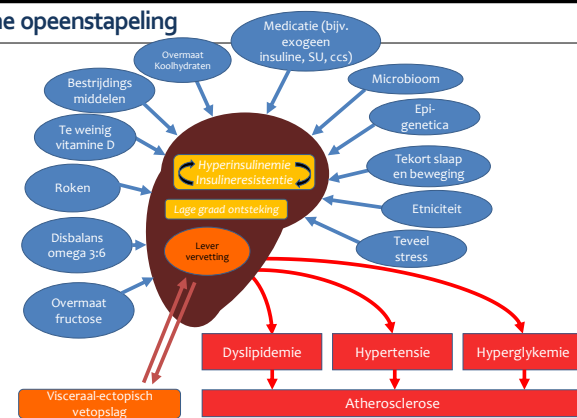 ne opeenstapeling
Medicatie (bijv.
exogeen
insuline, SU, ccs)
Overmaat
Koolhydraten
Microbioom
Bestrijdings
middelen
Epi-
genetica
Te weinig
vitamine D
Hyperinsulinemie
Insulineresistentie
Tekort slaap
en beweging
Roken
Lage graad ontsteking
Etniciteit
Disbalans
omega 3:6
Lever
vervetting
Teveel
stress
Overmaat
fructose
Dyslipidemie
Hypertensie
Hyperglykemie
Visceraal-ectopisch
vetopslag
Atherosclerose